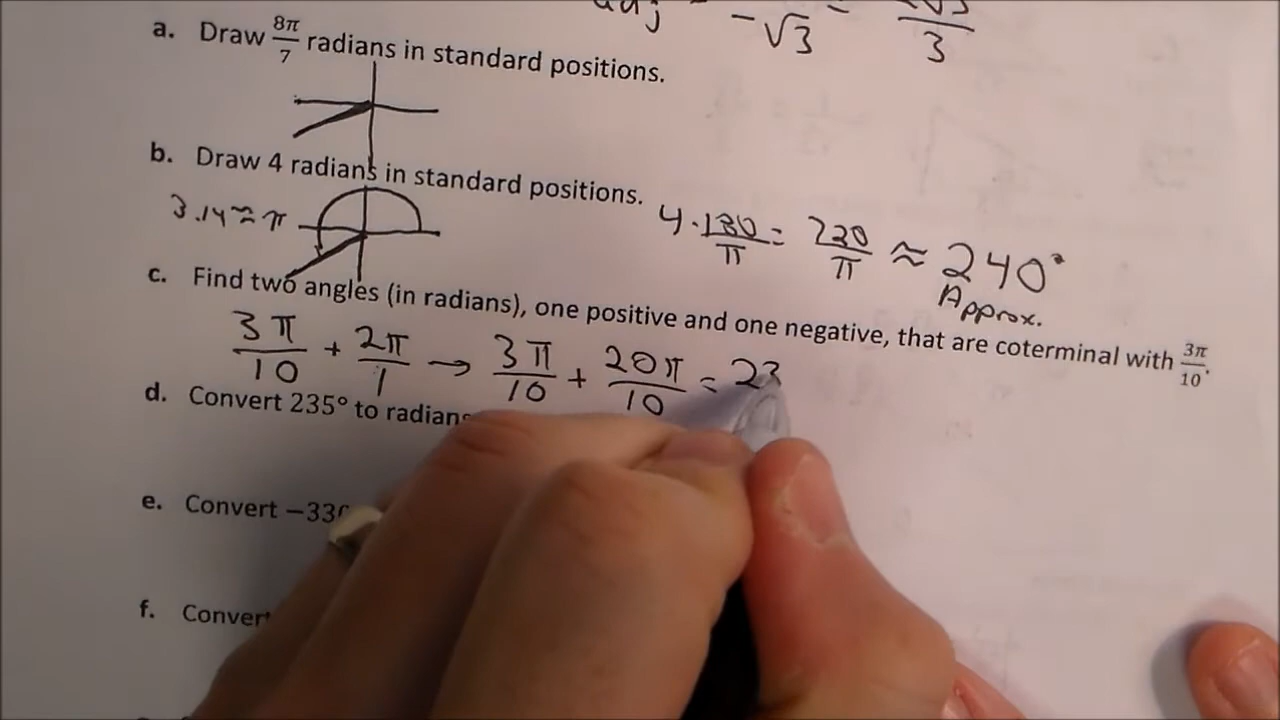 -√3 = 3
a. Draw 8π/7 radians in standard positions.
b. Draw 4 radians in standard positions.
3.14≈π
4·180/π = 720/π ≈ 240°
Approx.
c. Find two angles (in radians), one positive and one negative, that are coterminal with 3π/10.
3π/10 + 2π/1 → 3π/10 + 20π/10 = 23
d. Convert 235° to radians
e. Convert −330
f. Convert